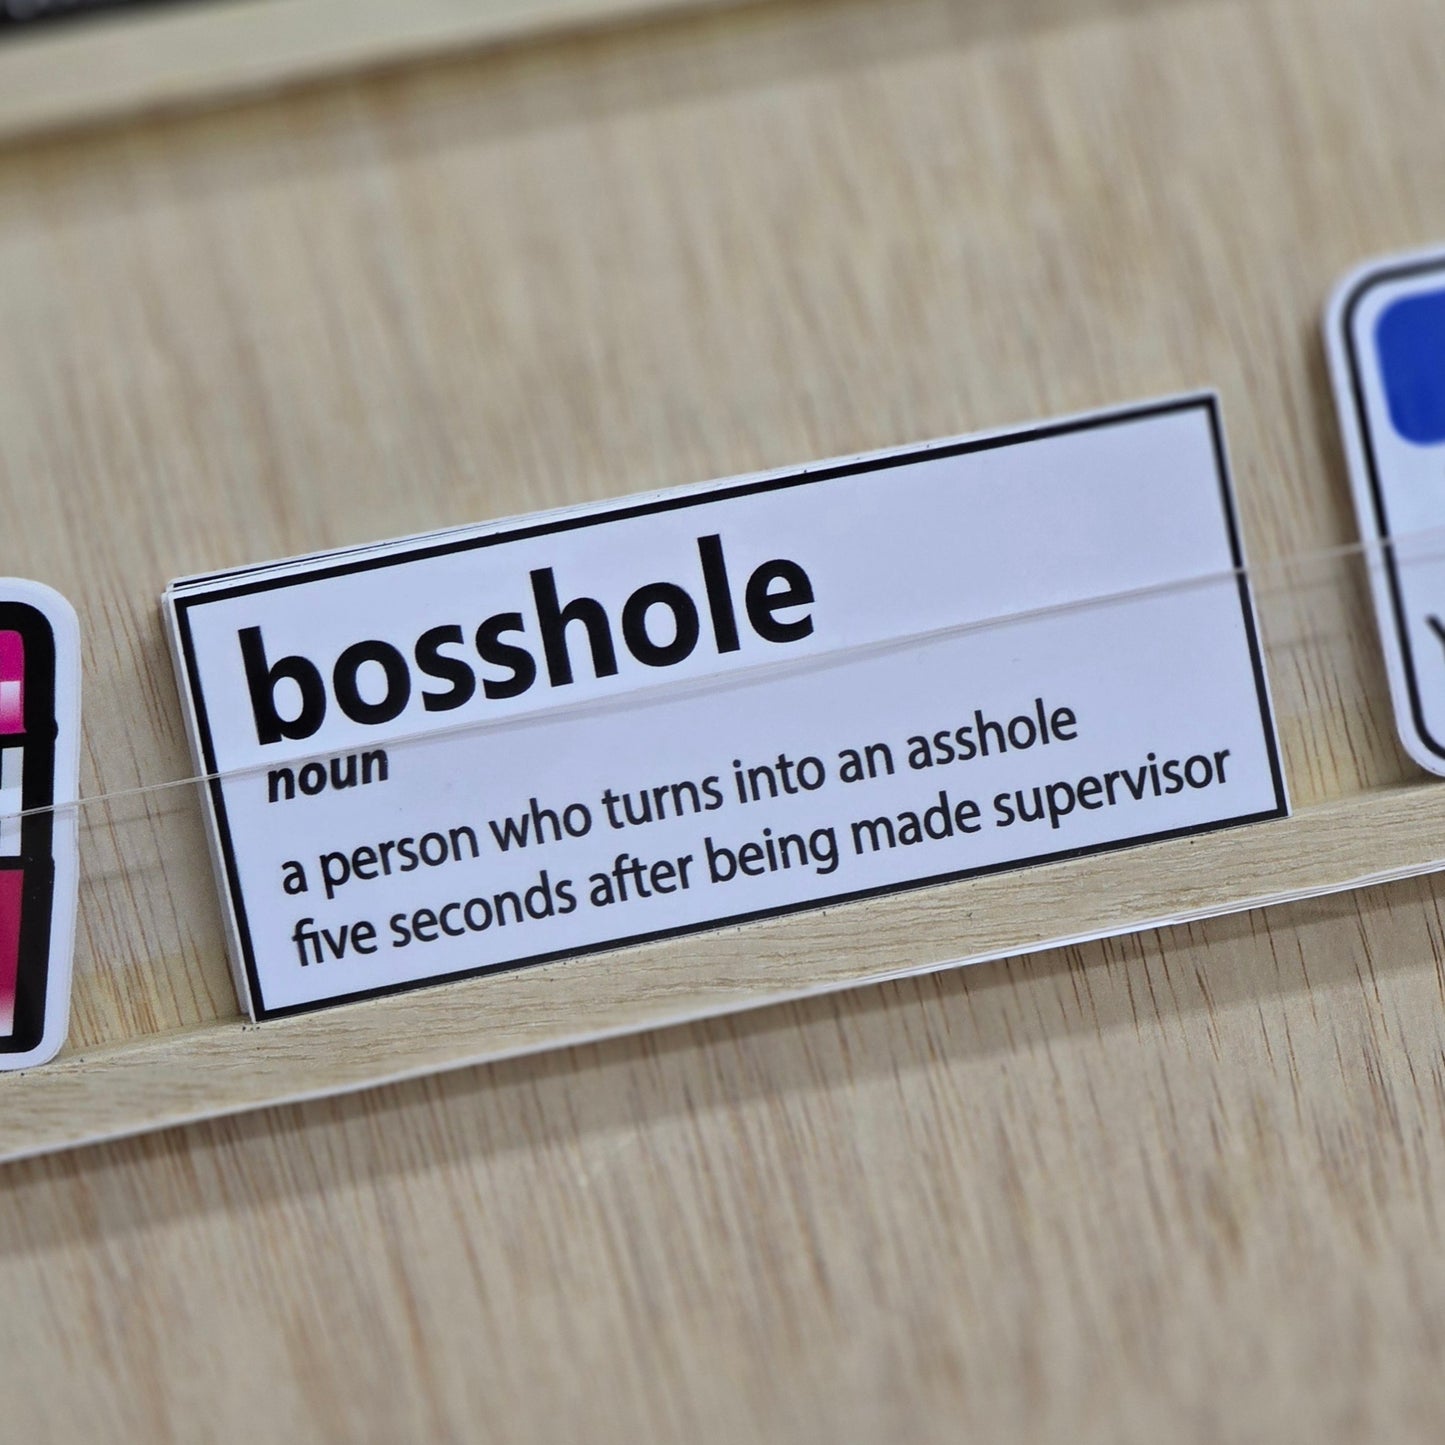 bosshole
noun
a person who turns into an asshole
five seconds after being made supervisor